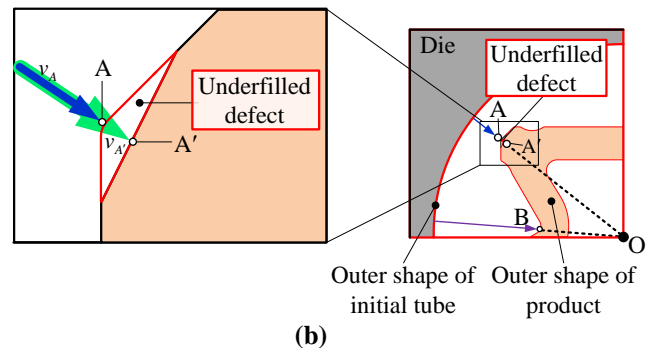 v_A
A
Underfilled
defect
v_A′
A′
Die
Underfilled
defect
A
A′
B
O
Outer shape of
initial tube
Outer shape of
product
(b)